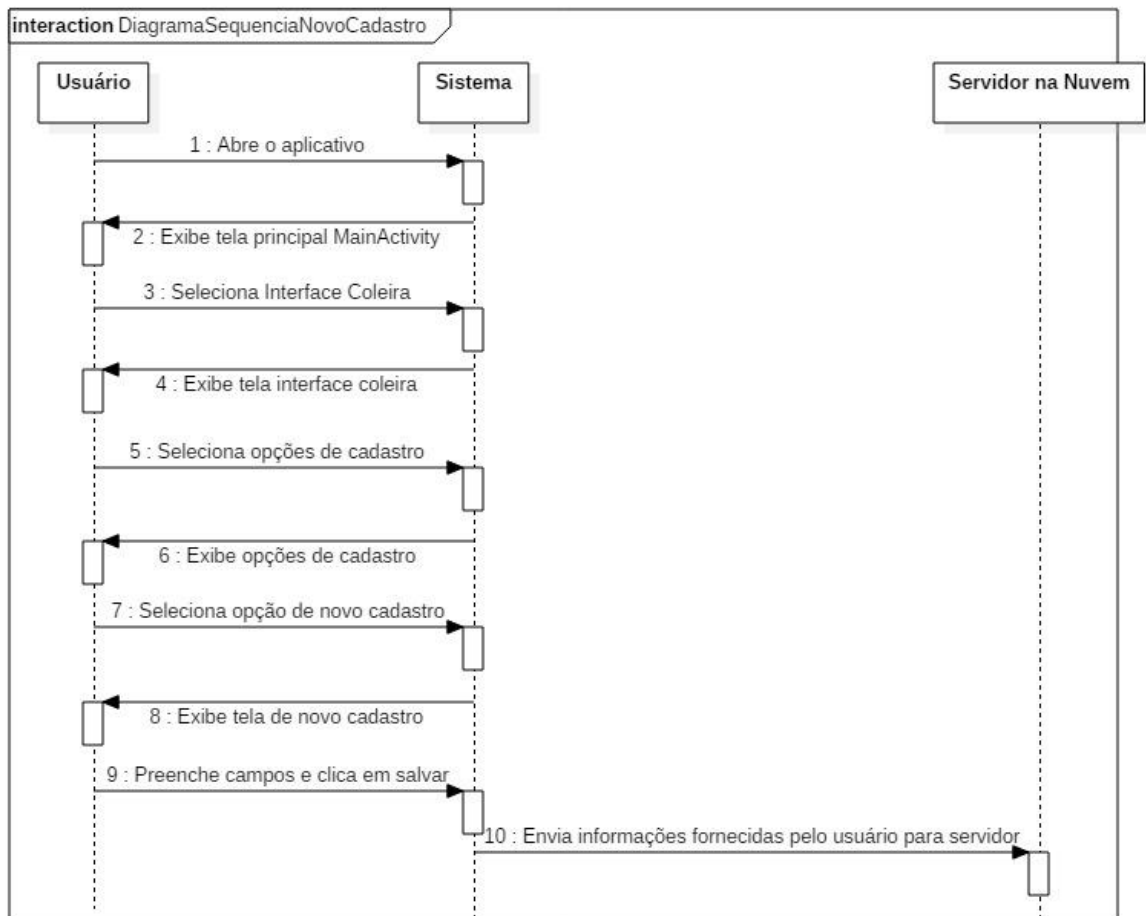 interaction DiagramaSequenciaNovoCadastro
Usuário
Sistema
Servidor na Nuvem
1 : Abre o aplicativo
2 : Exibe tela principal MainActivity
3 : Seleciona Interface Coleira
4 : Exibe tela interface coleira
5 : Seleciona opções de cadastro
6 : Exibe opções de cadastro
7 : Seleciona opção de novo cadastro
8 : Exibe tela de novo cadastro
9 : Preenche campos e clica em salvar
10 : Envia informações fornecidas pelo usuário para servidor